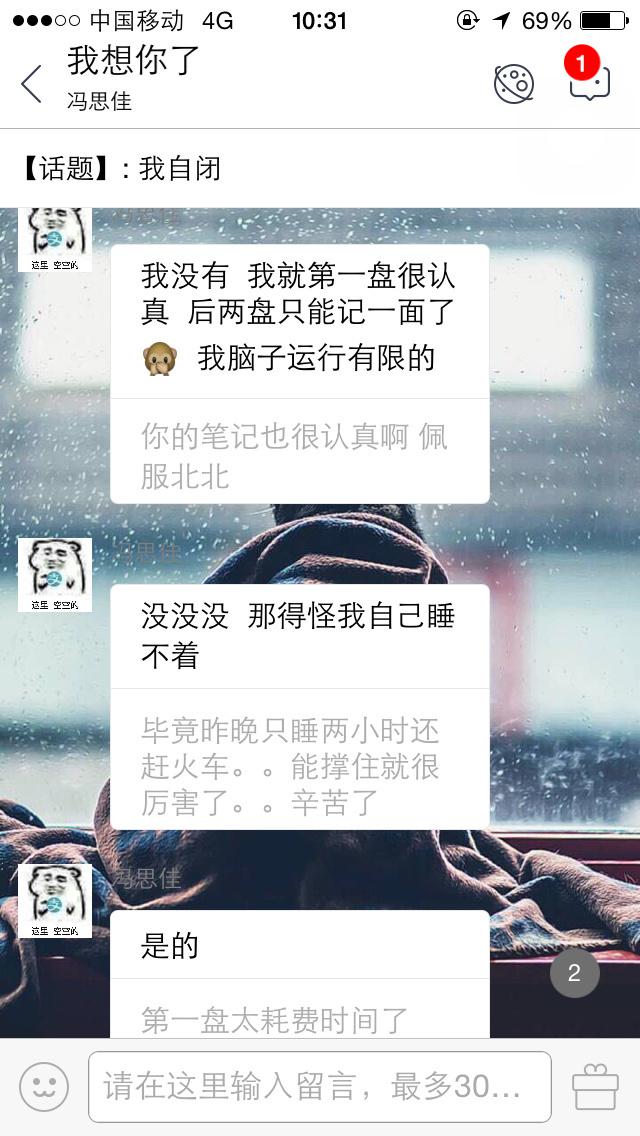 中国移动 4G 10:31 69%
我想你了
冯思佳
1
【话题】: 我自闭
冯思佳
这里 空空的
我没有 我就第一盘很认
真 后两盘只能记一面了
我脑子运行有限的
你的笔记也很认真啊 佩
服北北
冯思佳
这里 空空的
没没没 那得怪我自己睡
不着
毕竟昨晚只睡两小时还
赶火车。。能撑住就很
厉害了。。辛苦了
冯思佳
这里 空空的
是的
2
第一盘太耗费时间了
请在这里输入留言，最多30...